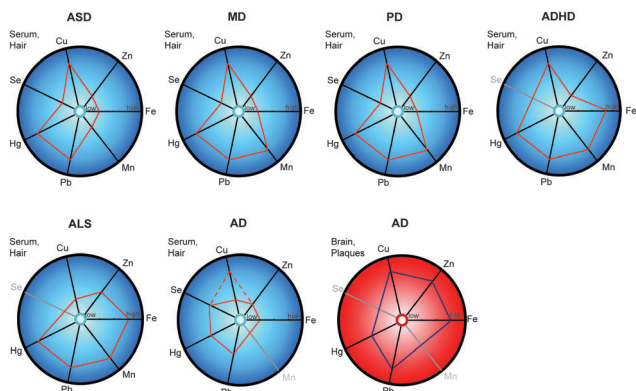 ASD
Serum,
Hair
Cu
Zn
Se
low
high
Fe
Hg
Pb
Mn
MD
Serum,
Hair
Cu
Zn
Se
low
high
Fe
Hg
Pb
Mn
PD
Serum,
Hair
Cu
Zn
Se
low
high
Fe
Hg
Pb
Mn
ADHD
Serum,
Hair
Cu
Zn
Se
low
high
Fe
Hg
Pb
Mn
ALS
Serum,
Hair
Cu
Zn
Se
low
high
Fe
Hg
Pb
Mn
AD
Serum,
Hair
Cu
Zn
Se
low
high
Fe
Hg
Pb
Mn
AD
Brain,
Plaques
Cu
Zn
Se
low
high
Fe
Hg
Pb
Mn